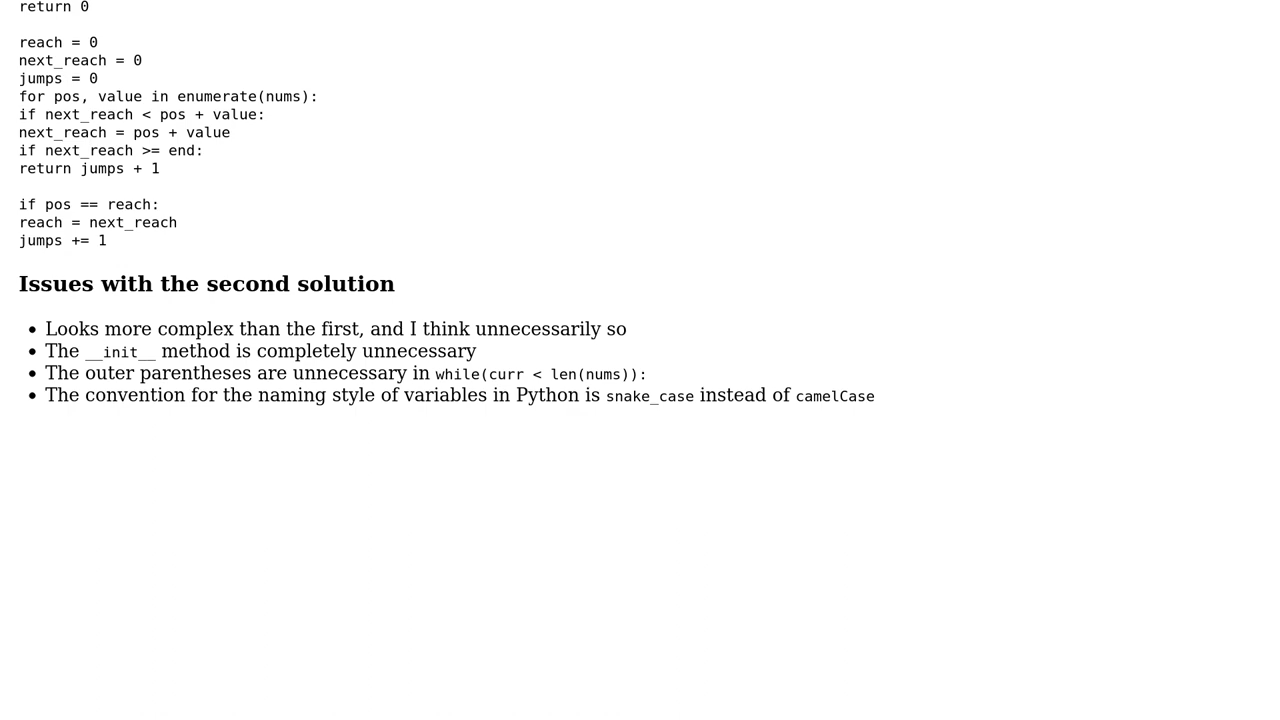 return 0
reach = 0
next_reach = 0
jumps = 0
for pos, value in enumerate(nums):
if next_reach < pos + value:
next_reach = pos + value
if next_reach >= end:
return jumps + 1
if pos == reach:
reach = next_reach
jumps += 1
Issues with the second solution
• Looks more complex than the first, and I think unnecessarily so
• The __init__ method is completely unnecessary
• The outer parentheses are unnecessary in while(curr < len(nums)):
• The convention for the naming style of variables in Python is snake_case instead of camelCase